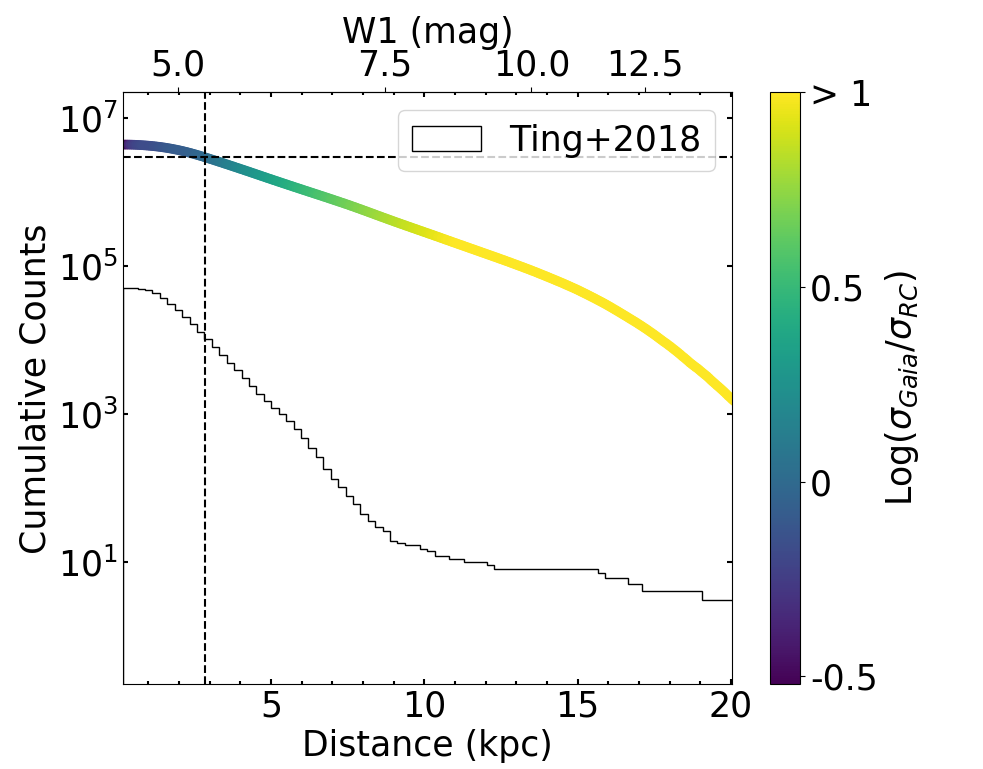 W1 (mag)
5.0 7.5 10.0 12.5
10^7
10^5
10^3
10^1
Cumulative Counts
Ting+2018
5 10 15 20
Distance (kpc)
> 1
0.5
0
-0.5
Log(σ_Gaia/σ_RC)